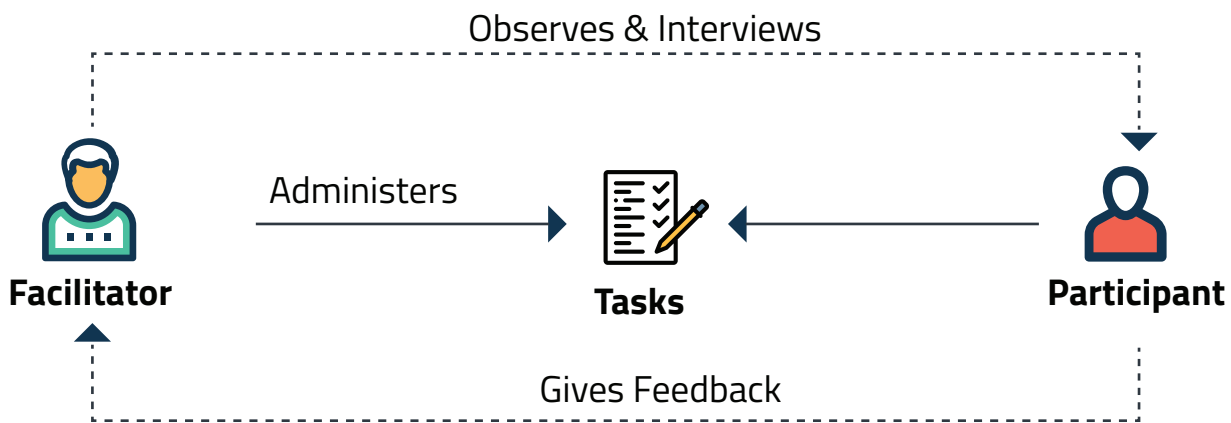 Observes & Interviews
Administers
Facilitator
Tasks
Participant
Gives Feedback